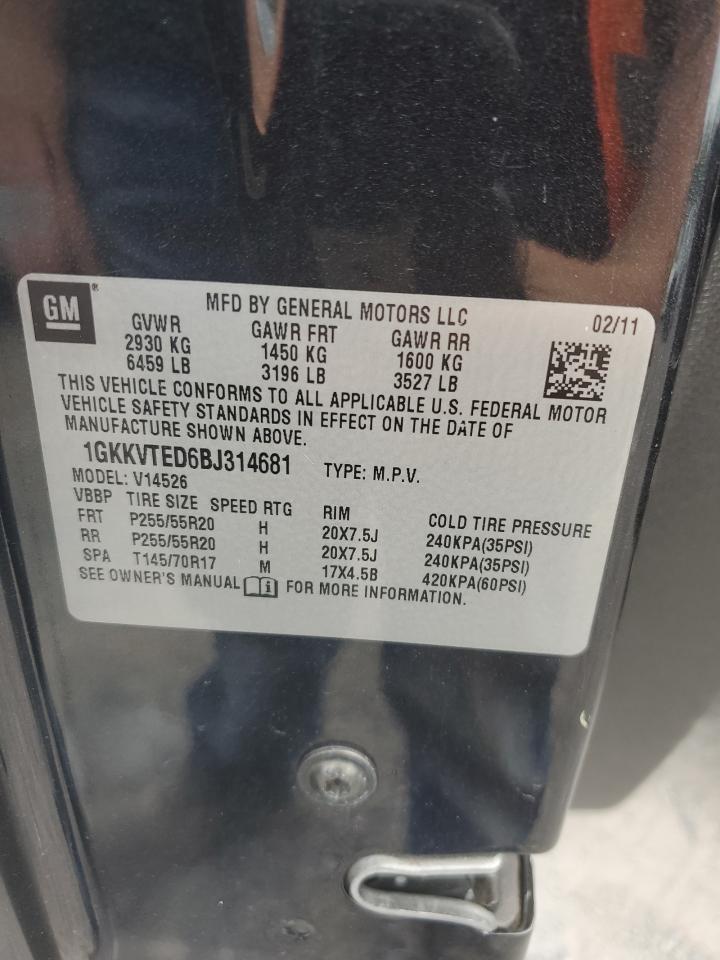 GM® MFD BY GENERAL MOTORS LLC 02/11
GVWR GAWR FRT GAWR RR
2930 KG 1450 KG 1600 KG
6459 LB 3196 LB 3527 LB
THIS VEHICLE CONFORMS TO ALL APPLICABLE U.S. FEDERAL MOTOR
VEHICLE SAFETY STANDARDS IN EFFECT ON THE DATE OF
MANUFACTURE SHOWN ABOVE.
1GKKVTED6BJ314681 TYPE: M.P.V.
MODEL: V14526
VBBP TIRE SIZE SPEED RTG RIM COLD TIRE PRESSURE
FRT P255/55R20 H 20X7.5J 240KPA(35PSI)
RR P255/55R20 H 20X7.5J 240KPA(35PSI)
SPA T145/70R17 M 17X4.5B 420KPA(60PSI)
SEE OWNER'S MANUAL i FOR MORE INFORMATION.